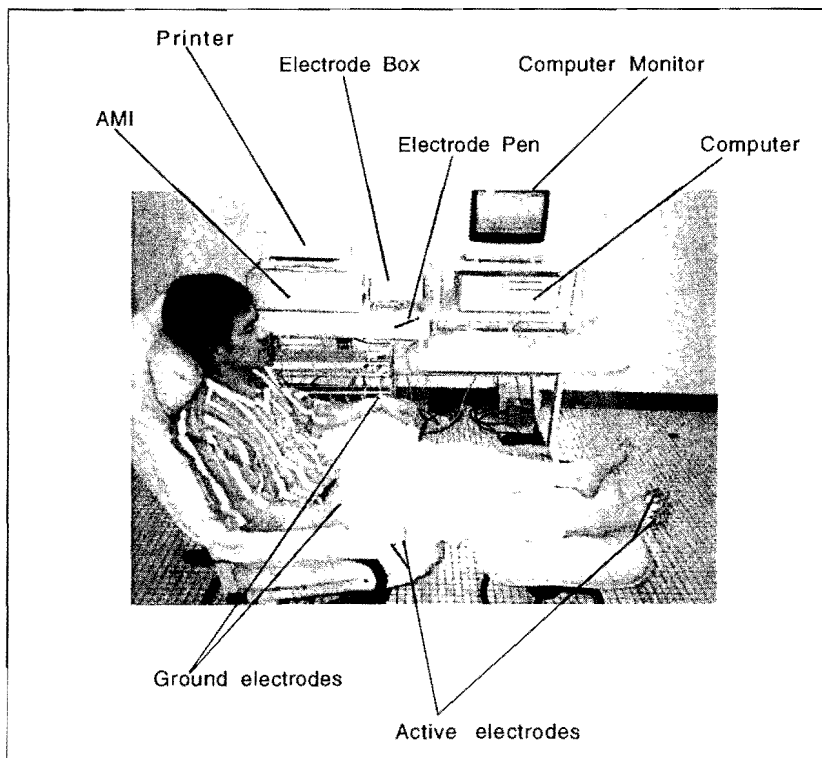 Printer
Electrode Box
Computer Monitor
AMI
Electrode Pen
Computer
Ground electrodes
Active electrodes